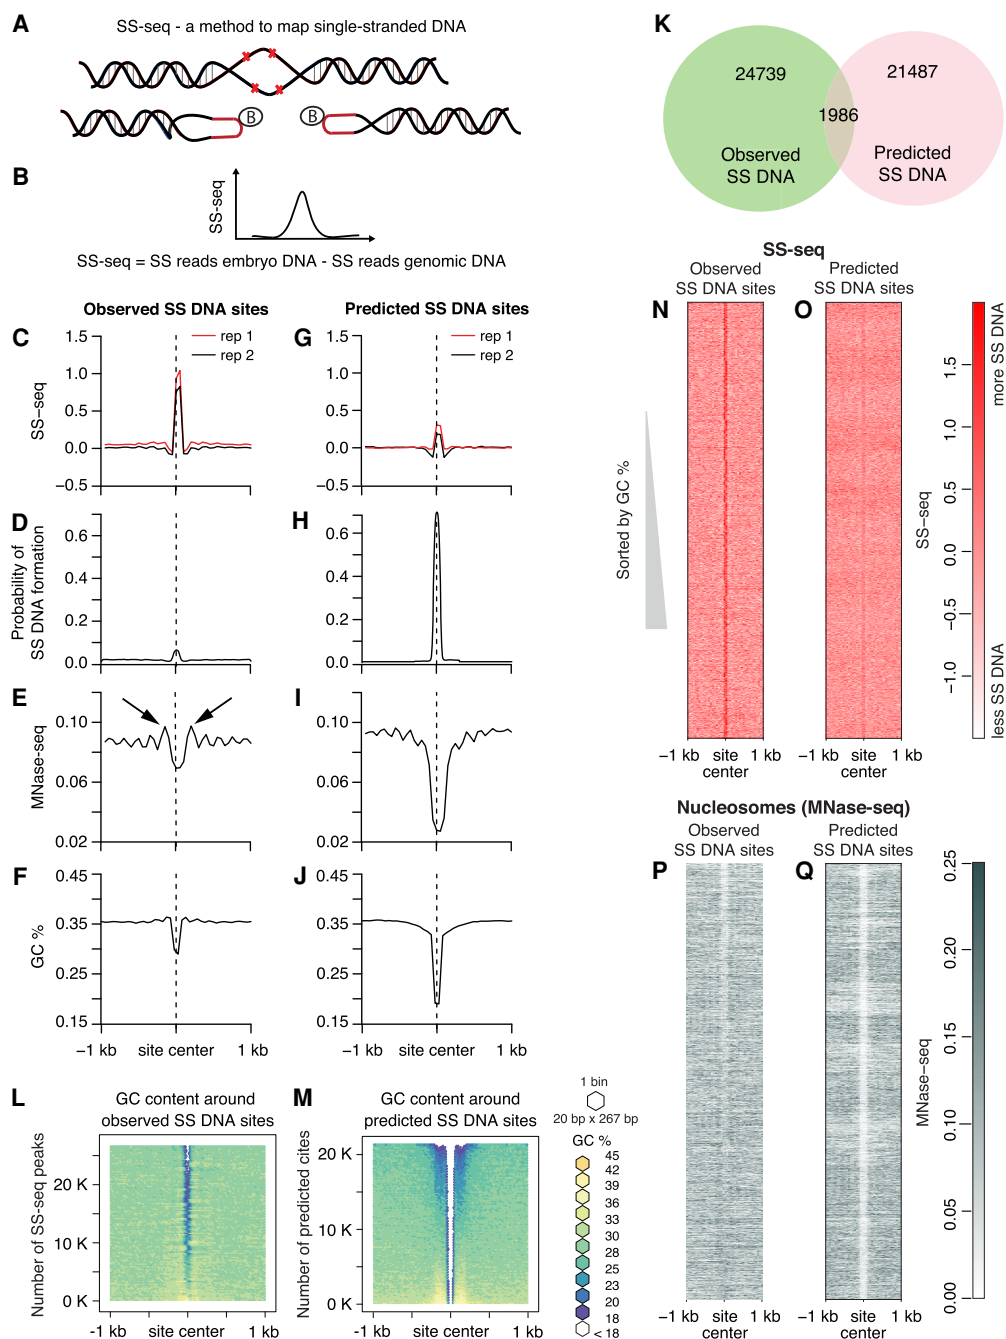 A
SS-seq - a method to map single-stranded DNA
B
B
B
SS-seq
SS-seq = SS reads embryo DNA - SS reads genomic DNA
Observed SS DNA sites
Predicted SS DNA sites
C
1.5
1.0
0.5
0.0
−0.5
SS−seq
rep 1
rep 2
G
1.5
1.0
0.5
0.0
−0.5
rep 1
rep 2
D
0.6
0.4
0.2
0.0
Probability of
SS DNA formation
H
0.6
0.4
0.2
0.0
E
0.10
0.06
0.02
MNase-seq
I
0.10
0.06
0.02
F
0.45
0.35
0.25
0.15
GC %
−1 kb
site center
1 kb
J
0.45
0.35
0.25
0.15
−1 kb
site center
1 kb
L
GC content around
observed SS DNA sites
Number of SS-seq peaks
20 K
10 K
0 K
-1 kb
site center
1 kb
M
GC content around
predicted SS DNA sites
Number of predicted cites
20 K
10 K
0 K
-1 kb
site center
1 kb
1 bin
20 bp x 267 bp
GC %
45
42
39
36
33
30
28
25
23
20
18
<18
K
24739
1986
21487
Observed
SS DNA
Predicted
SS DNA
SS-seq
Observed
SS DNA sites
Predicted
SS DNA sites
N
O
Sorted by GC %
−1 kb
site
center
1 kb
−1 kb
site
center
1 kb
SS−seq
1.5
1.0
0.5
0.0
−0.5
−1.0
more SS DNA
less SS DNA
Nucleosomes (MNase-seq)
Observed
SS DNA sites
Predicted
SS DNA sites
P
Q
−1 kb
site
center
1 kb
−1 kb
site
center
1 kb
MNase−seq
0.25
0.20
0.15
0.10
0.05
0.00